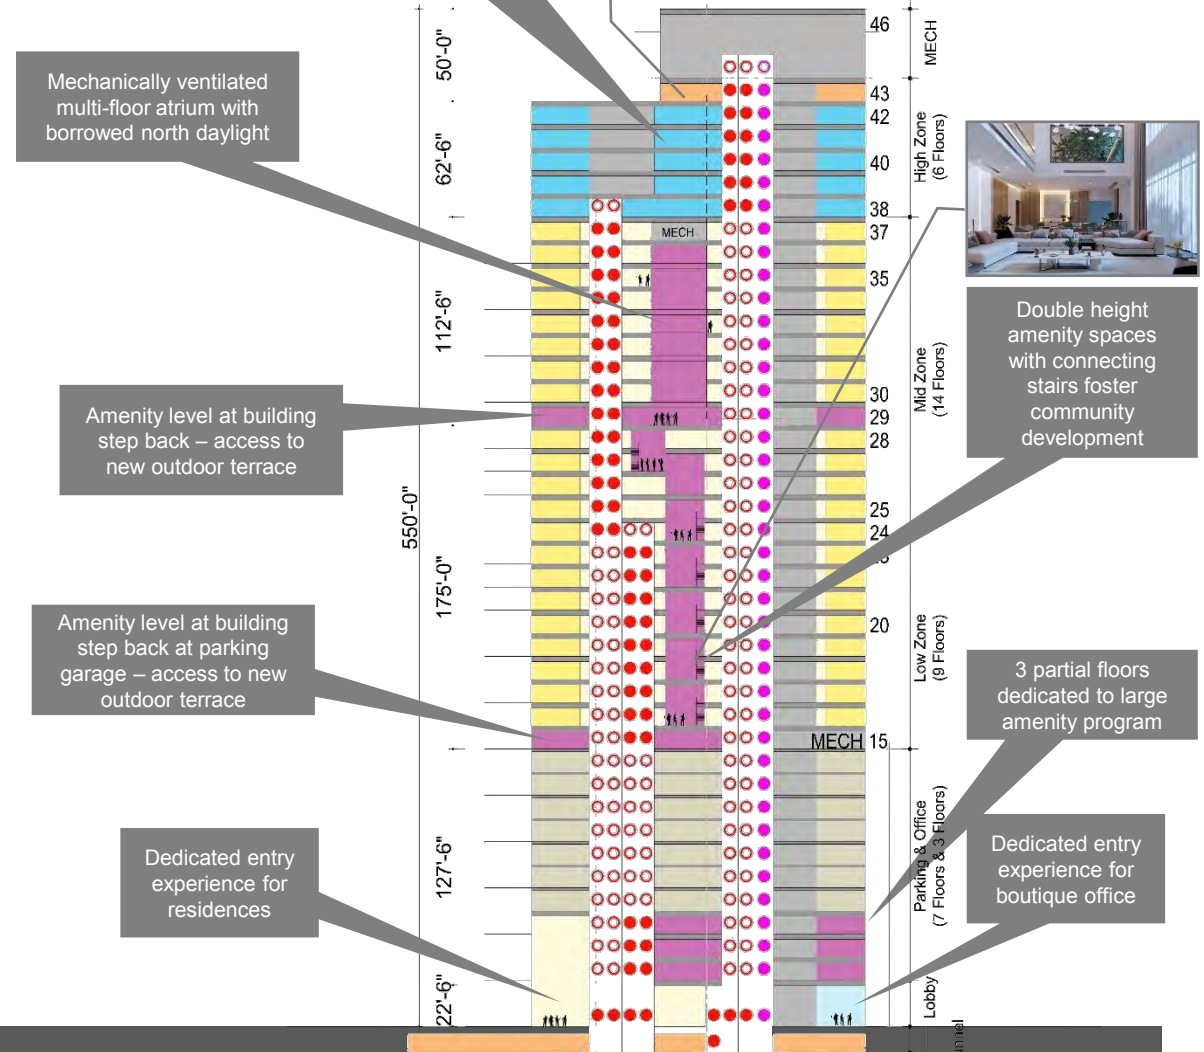 46
50'-0"
MECH
Mechanically ventilated
multi-floor atrium with
borrowed north daylight
43
42
62'-6"
40
High Zone
(6 Floors)
38
37
MECH
35
112'-6"
Double height
amenity spaces
with connecting
stairs foster
community
development
Mid Zone
(14 Floors)
30
29
28
Amenity level at building
step back – access to
new outdoor terrace
550'-0"
25
24
175'-0"
20
Low Zone
(9 Floors)
Amenity level at building
step back at parking
garage – access to new
outdoor terrace
3 partial floors
dedicated to large
amenity program
MECH 15
127'-6"
Parking & Office
(7 Floors & 3 Floors)
Dedicated entry
experience for
residences
Dedicated entry
experience for
boutique office
22'-6"
Lobby